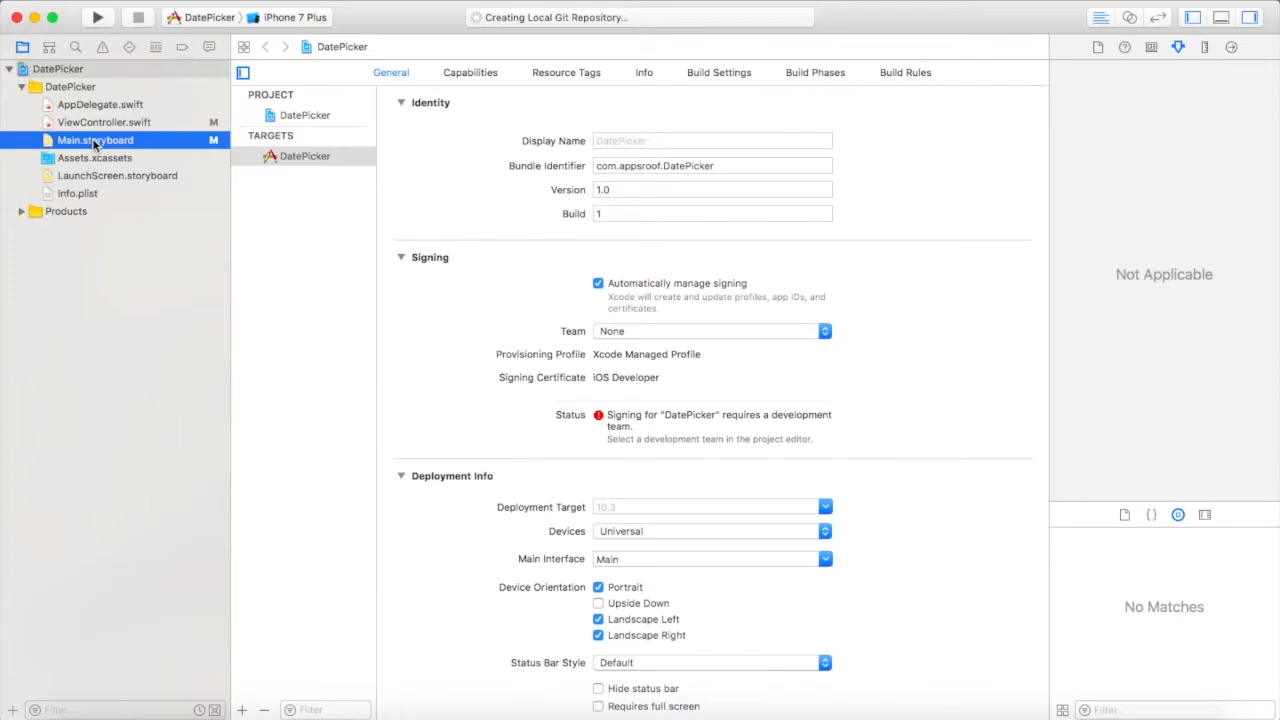 DatePicker
iPhone 7 Plus
Creating Local Git Repository...
DatePicker
DatePicker
General
Capabilities
Resource Tags
Info
Build Settings
Build Phases
Build Rules
DatePicker
AppDelegate.swift
ViewController.swift
M
Main.storyboard
M
Assets.xcassets
LaunchScreen.storyboard
Info.plist
Products
PROJECT
DatePicker
TARGETS
DatePicker
Identity
Display Name
DatePicker
Bundle Identifier
com.appsroof.DatePicker
Version
1.0
Build
1
Signing
Automatically manage signing
Xcode will create and update profiles, app IDs, and
certificates.
Team
None
Provisioning Profile
Xcode Managed Profile
Signing Certificate
iOS Developer
Status
Signing for "DatePicker" requires a development
team.
Select a development team in the project editor.
Deployment Info
Deployment Target
10.3
Devices
Universal
Main Interface
Main
Device Orientation
Portrait
Upside Down
Landscape Left
Landscape Right
Status Bar Style
Default
Hide status bar
Requires full screen
Not Applicable
No Matches
Filter
Filter
Filter